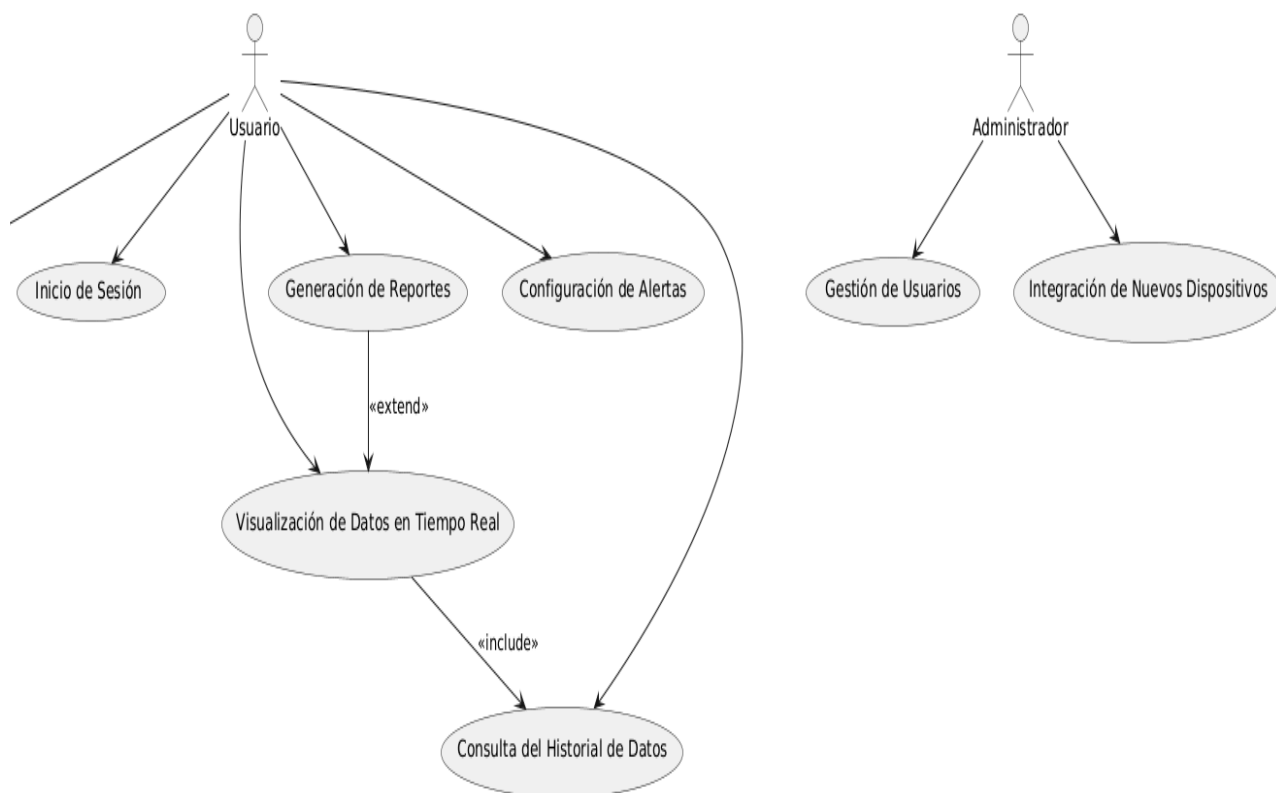 Usuario
Administrador
Inicio de Sesión
Generación de Reportes
Configuración de Alertas
Gestión de Usuarios
Integración de Nuevos Dispositivos
«extend»
Visualización de Datos en Tiempo Real
«include»
Consulta del Historial de Datos